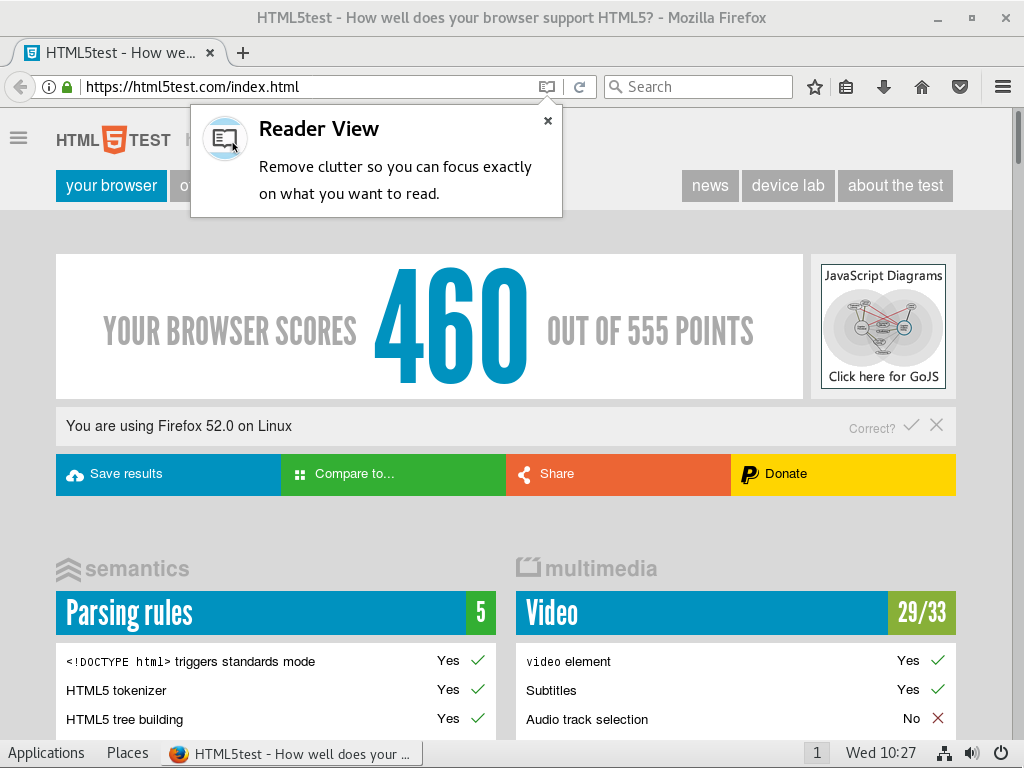 HTML5test - How well does your browser support HTML5? - Mozilla Firefox
HTML5test - How we...
https://html5test.com/index.html
Search
Reader View
Remove clutter so you can focus exactly
on what you want to read.
HTML5TEST
your browser
news
device lab
about the test
YOUR BROWSER SCORES 460 OUT OF 555 POINTS
JavaScript Diagrams
Click here for GoJS
You are using Firefox 52.0 on Linux
Correct?
Save results
Compare to...
Share
Donate
semantics
Parsing rules 5
<!DOCTYPE html> triggers standards mode Yes
HTML5 tokenizer Yes
HTML5 tree building Yes
multimedia
Video 29/33
video element Yes
Subtitles Yes
Audio track selection No
Applications Places HTML5test - How well does your ... 1 Wed 10:27